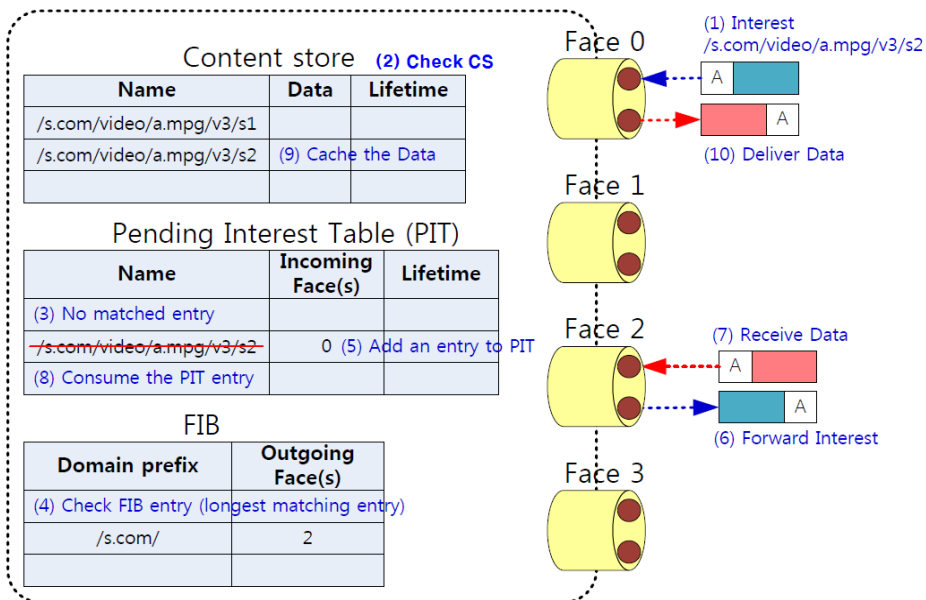 Content store (2) Check CS
Name Data Lifetime
/s.com/video/a.mpg/v3/s1
/s.com/video/a.mpg/v3/s2 (9) Cache the Data
Pending Interest Table (PIT)
Name Incoming Face(s) Lifetime
(3) No matched entry
/s.com/video/a.mpg/v3/s2 0 (5) Add an entry to PIT
(8) Consume the PIT entry
FIB
Domain prefix Outgoing Face(s)
(4) Check FIB entry (longest matching entry)
/s.com/ 2
Face 0
(1) Interest
/s.com/video/a.mpg/v3/s2
A
A
(10) Deliver Data
Face 1
Face 2
(7) Receive Data
A
A
(6) Forward Interest
Face 3